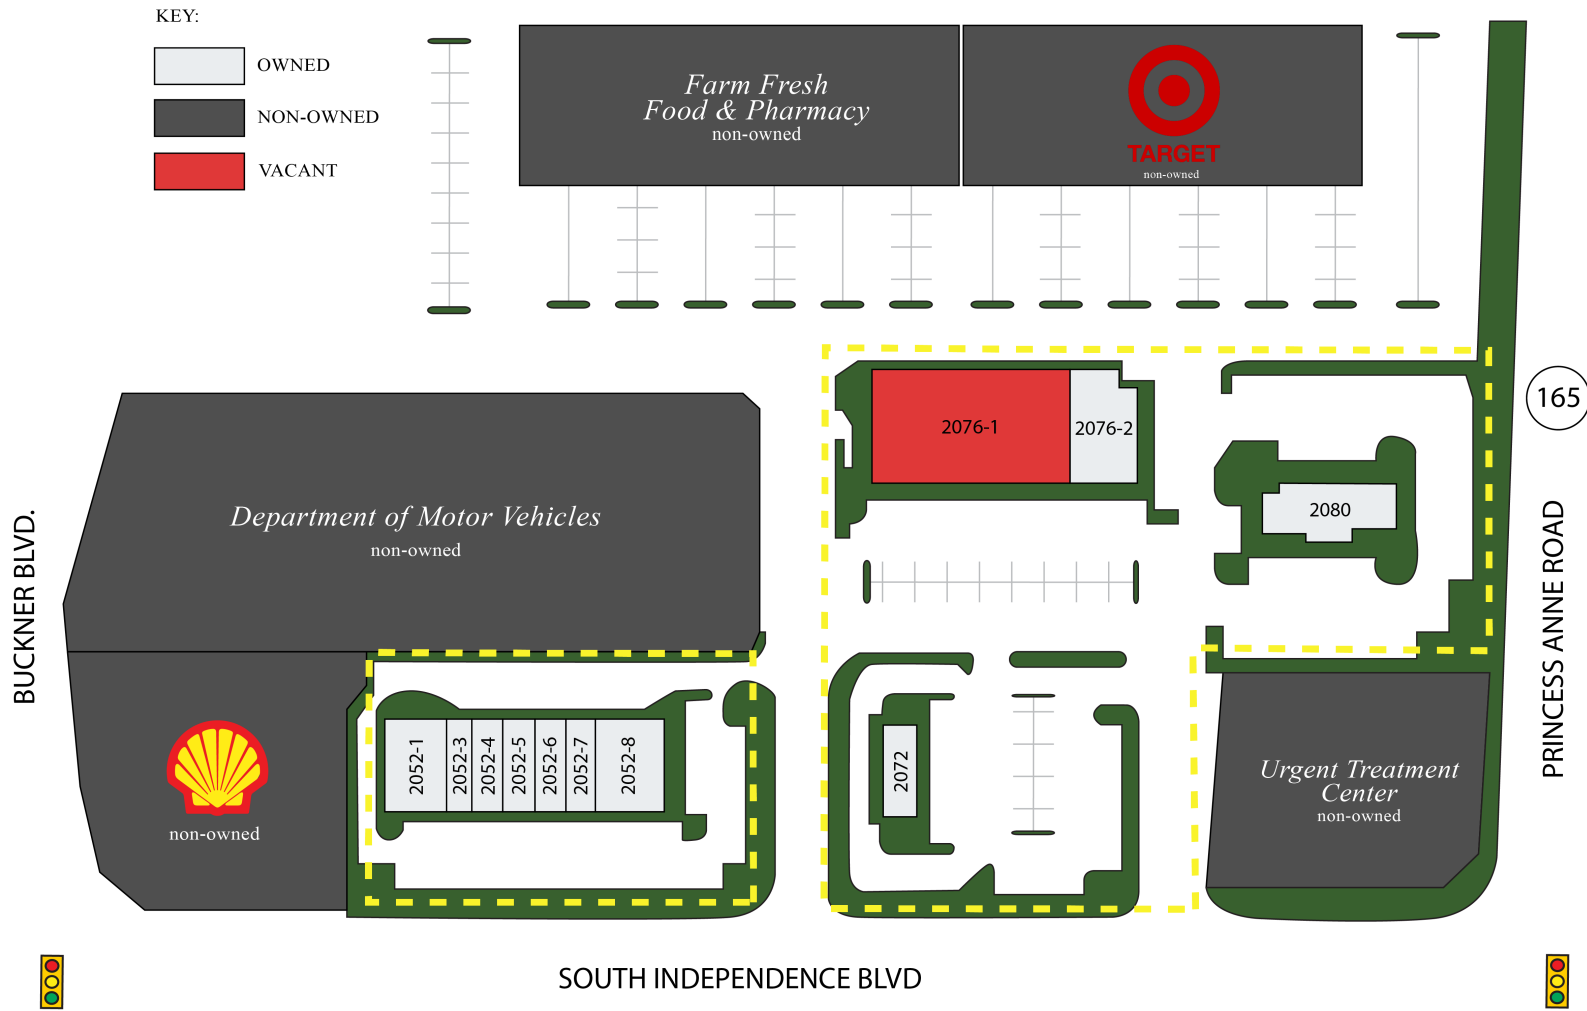 KEY:
OWNED
NON-OWNED
VACANT
Farm Fresh
Food & Pharmacy
non-owned
TARGET
non-owned
165
2076-1
2076-2
2080
Department of Motor Vehicles
non-owned
BUCKNER BLVD.
PRINCESS ANNE ROAD
non-owned
2052-1
2052-3
2052-4
2052-5
2052-6
2052-7
2052-8
2072
Urgent Treatment
Center
non-owned
SOUTH INDEPENDENCE BLVD